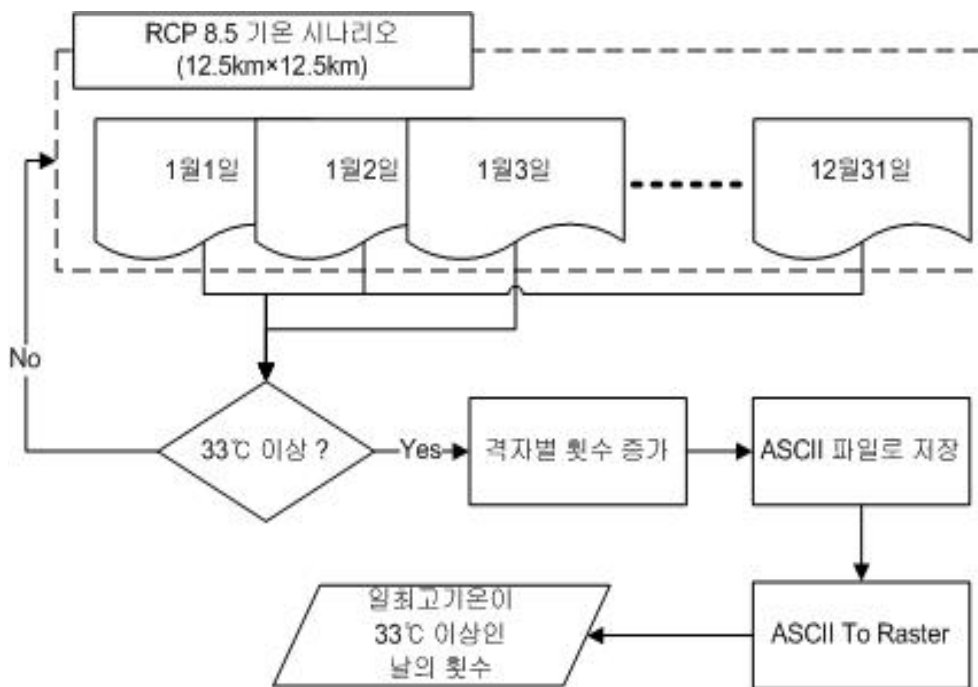 RCP 8.5 기온 시나리오
(12.5km×12.5km)
1월1일
1월2일
1월3일
12월31일
No
33℃ 이상 ?
Yes
격자별 횟수 증가
ASCII 파일로 저장
일최고기온이
33℃ 이상인
날의 횟수
ASCII To Raster